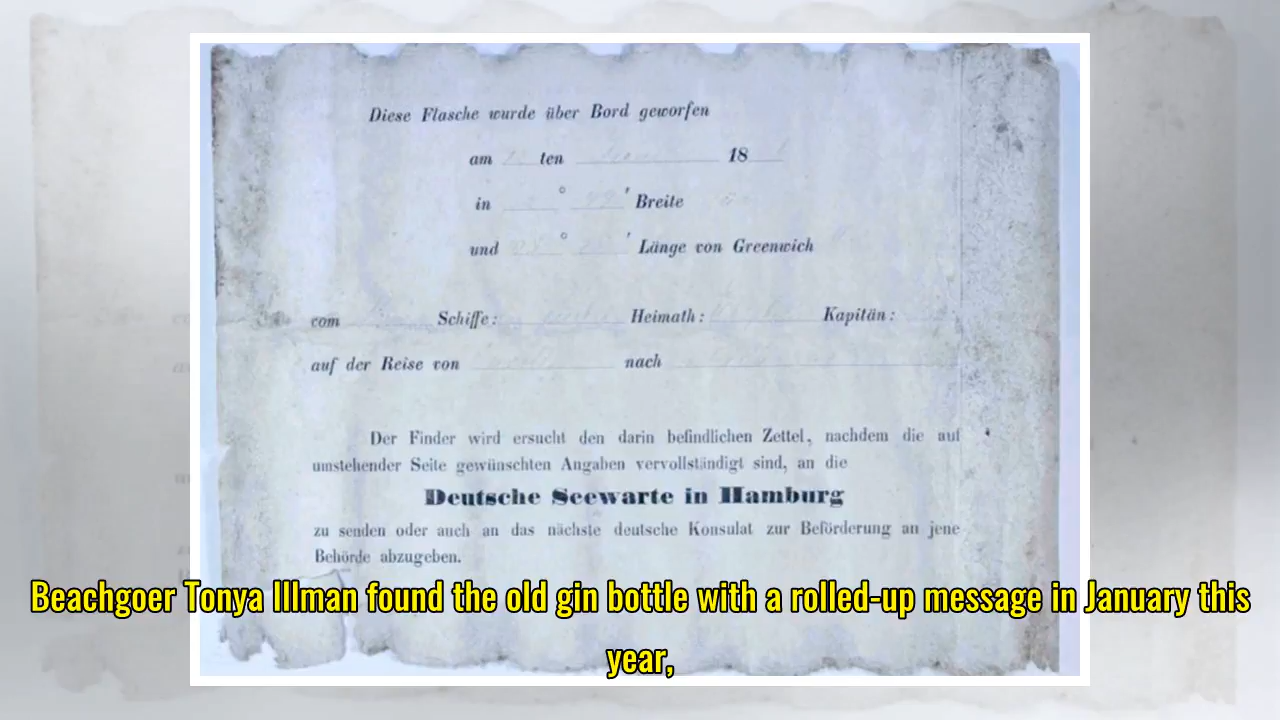 Diese Flasche wurde über Bord geworfen
am ten 18
in ° ' Breite
und ° ' Länge von Greenwich
vom Schiffe: Heimath: Kapitän:
auf der Reise von nach
Der Finder wird ersucht den darin befindlichen Zettel, nachdem die auf
umstehender Seite gewünschten Angaben vervollständigt sind, an die
Deutsche Seewarte in Hamburg
zu senden oder auch an das nächste deutsche Konsulat zur Beförderung an jene
Behörde abzugeben.
Beachgoer Tonya Illman found the old gin bottle with a rolled-up message in January this
year,